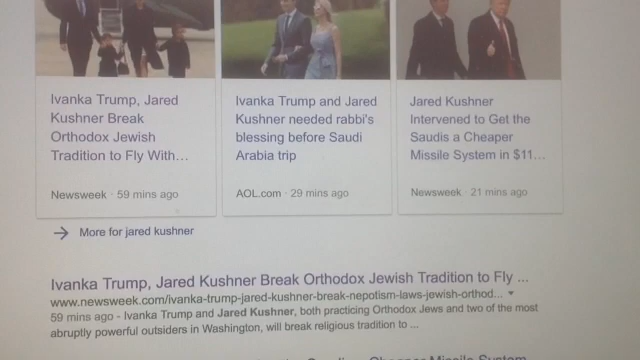 Ivanka Trump, Jared
Kushner Break
Orthodox Jewish
Tradition to Fly With...
Newsweek · 59 mins ago
Ivanka Trump and Jared
Kushner needed rabbi's
blessing before Saudi
Arabia trip
AOL.com · 29 mins ago
Jared Kushner
Intervened to Get the
Saudis a Cheaper
Missile System in $11...
Newsweek · 21 mins ago
More for jared kushner
Ivanka Trump, Jared Kushner Break Orthodox Jewish Tradition to Fly ...
www.newsweek.com/ivanka-trump-jared-kushner-break-nepotism-laws-jewish-orthod...
59 mins ago - Ivanka Trump and Jared Kushner, both practicing Orthodox Jews and two of the most
abruptly powerful outsiders in Washington, will break religious tradition to ...